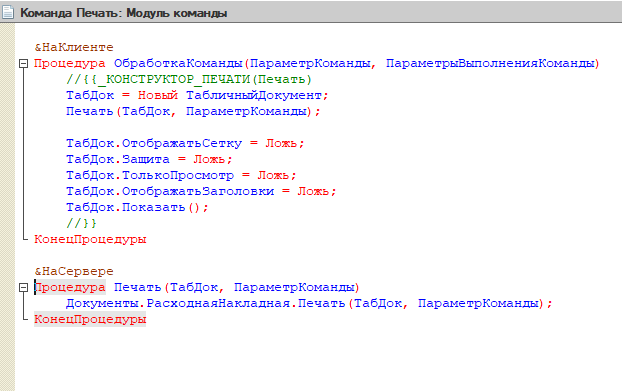 Команда Печать: Модуль команды
&НаКлиенте
Процедура ОбработкаКоманды(ПараметрКоманды, ПараметрыВыполненияКоманды)
//{{_КОНСТРУКТОР_ПЕЧАТИ(Печать)
ТабДок = Новый ТабличныйДокумент;
Печать(ТабДок, ПараметрКоманды);
ТабДок.ОтображатьСетку = Ложь;
ТабДок.Защита = Ложь;
ТабДок.ТолькоПросмотр = Ложь;
ТабДок.ОтображатьЗаголовки = Ложь;
ТабДок.Показать();
//}}
КонецПроцедуры
&НаСервере
Процедура Печать(ТабДок, ПараметрКоманды)
Документы.РасходнаяНакладная.Печать(ТабДок, ПараметрКоманды);
КонецПроцедуры